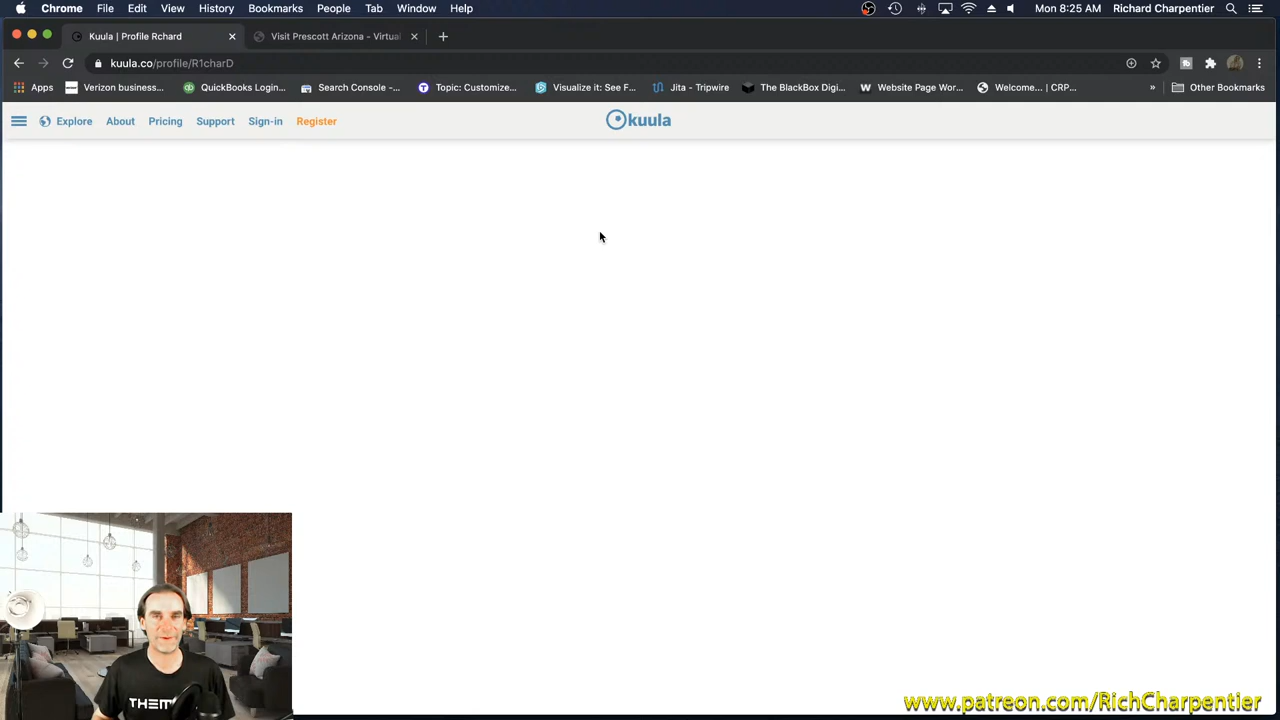 Chrome File Edit View History Bookmarks People Tab Window Help Mon 8:25 AM Richard Charpentier
Kuula | Profile Rchard Visit Prescott Arizona - Virtual
kuula.co/profile/R1charD
Apps Verizon business... QuickBooks Login... Search Console -... Topic: Customize... Visualize it: See F... Jita - Tripwire The BlackBox Digi... Website Page Wor... Welcome... | CRP... » Other Bookmarks
Explore About Pricing Support Sign-in Register kuula
THEM
www.patreon.com/RichCharpentier